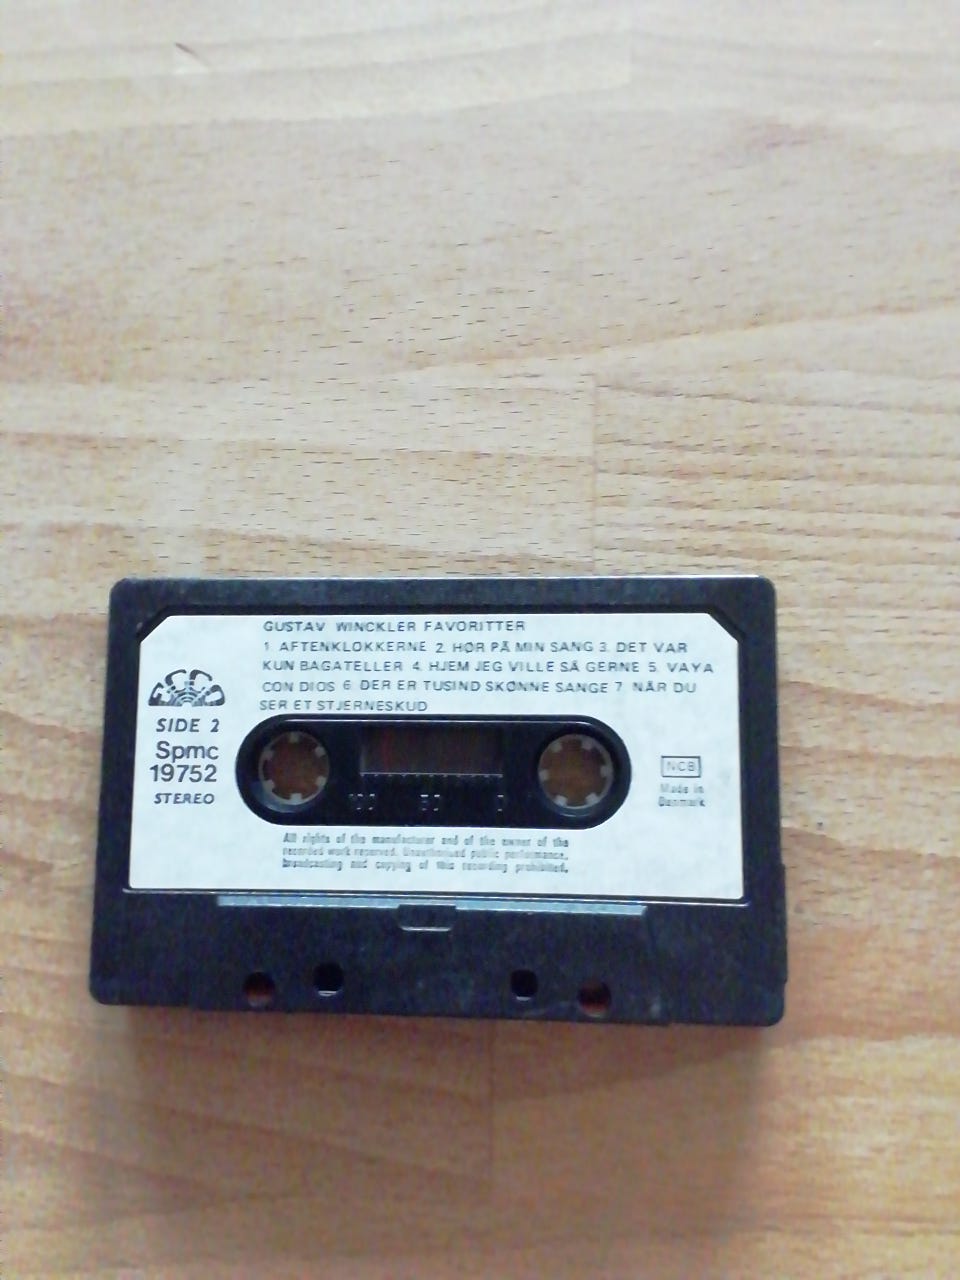 GUSTAV WINCKLER FAVORITTER
1 AFTENKLOKKERNE 2. HØR PÅ MIN SANG 3. DET VAR
KUN BAGATELLER 4. HJEM JEG VILLE SÅ GERNE 5. VAYA
CON DIOS 6. DER ER TUSIND SKØNNE SANGE 7. NÅR DU
SER ET STJERNESKUD
SIDE 2
Spmc
19752
STEREO
100 50 0
NCB
Made in
Denmark
All rights of the manufacturer and of the owner of the
recorded work reserved. Unauthorised public performance,
broadcasting and copying of this recording prohibited.